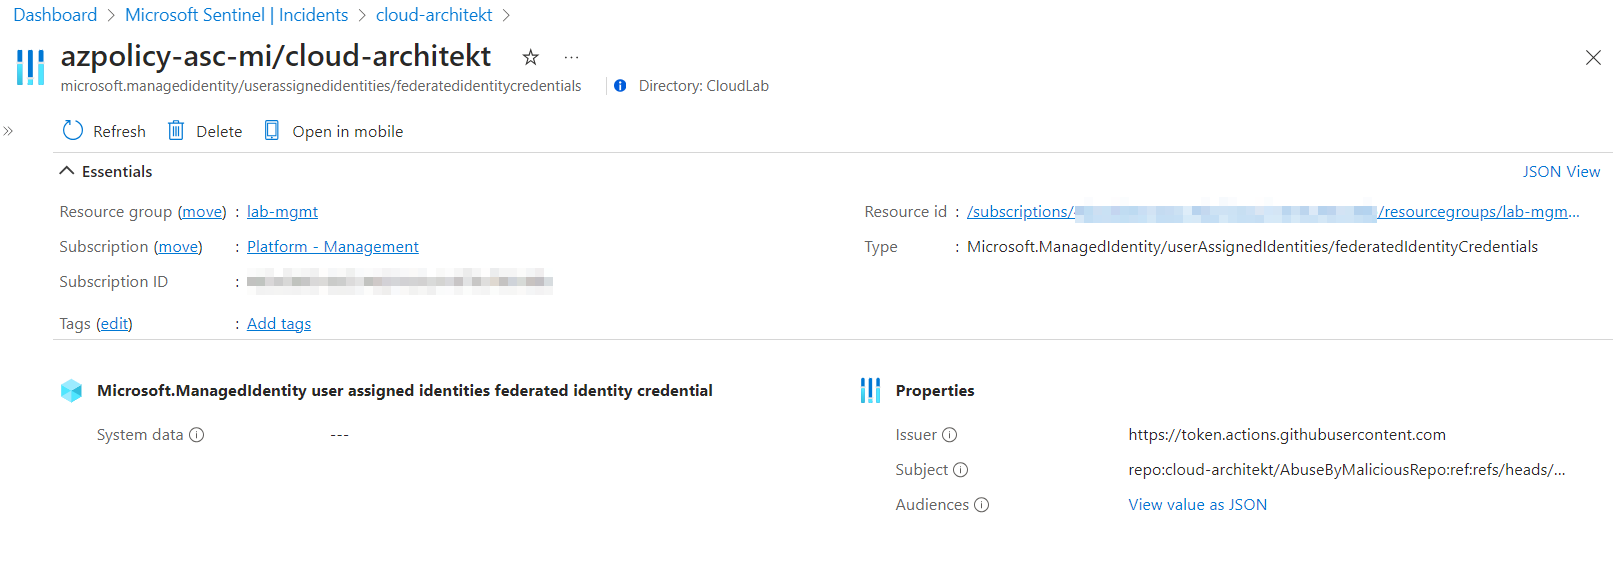 Dashboard > Microsoft Sentinel | Incidents > cloud-architekt >
azpolicy-asc-mi/cloud-architekt ☆ ...
microsoft.managedidentity/userassignedidentities/federatedidentitycredentials Directory: CloudLab
Refresh Delete Open in mobile
Essentials JSON View
Resource group (move) : lab-mgmt
Subscription (move) : Platform - Management
Subscription ID :
Tags (edit) : Add tags
Resource id : /subscriptions/ /resourcegroups/lab-mgm...
Type : Microsoft.ManagedIdentity/userAssignedIdentities/federatedIdentityCredentials
Microsoft.ManagedIdentity user assigned identities federated identity credential
System data ---
Properties
Issuer https://token.actions.githubusercontent.com
Subject repo:cloud-architekt/AbuseByMaliciousRepo:ref:refs/heads/...
Audiences View value as JSON